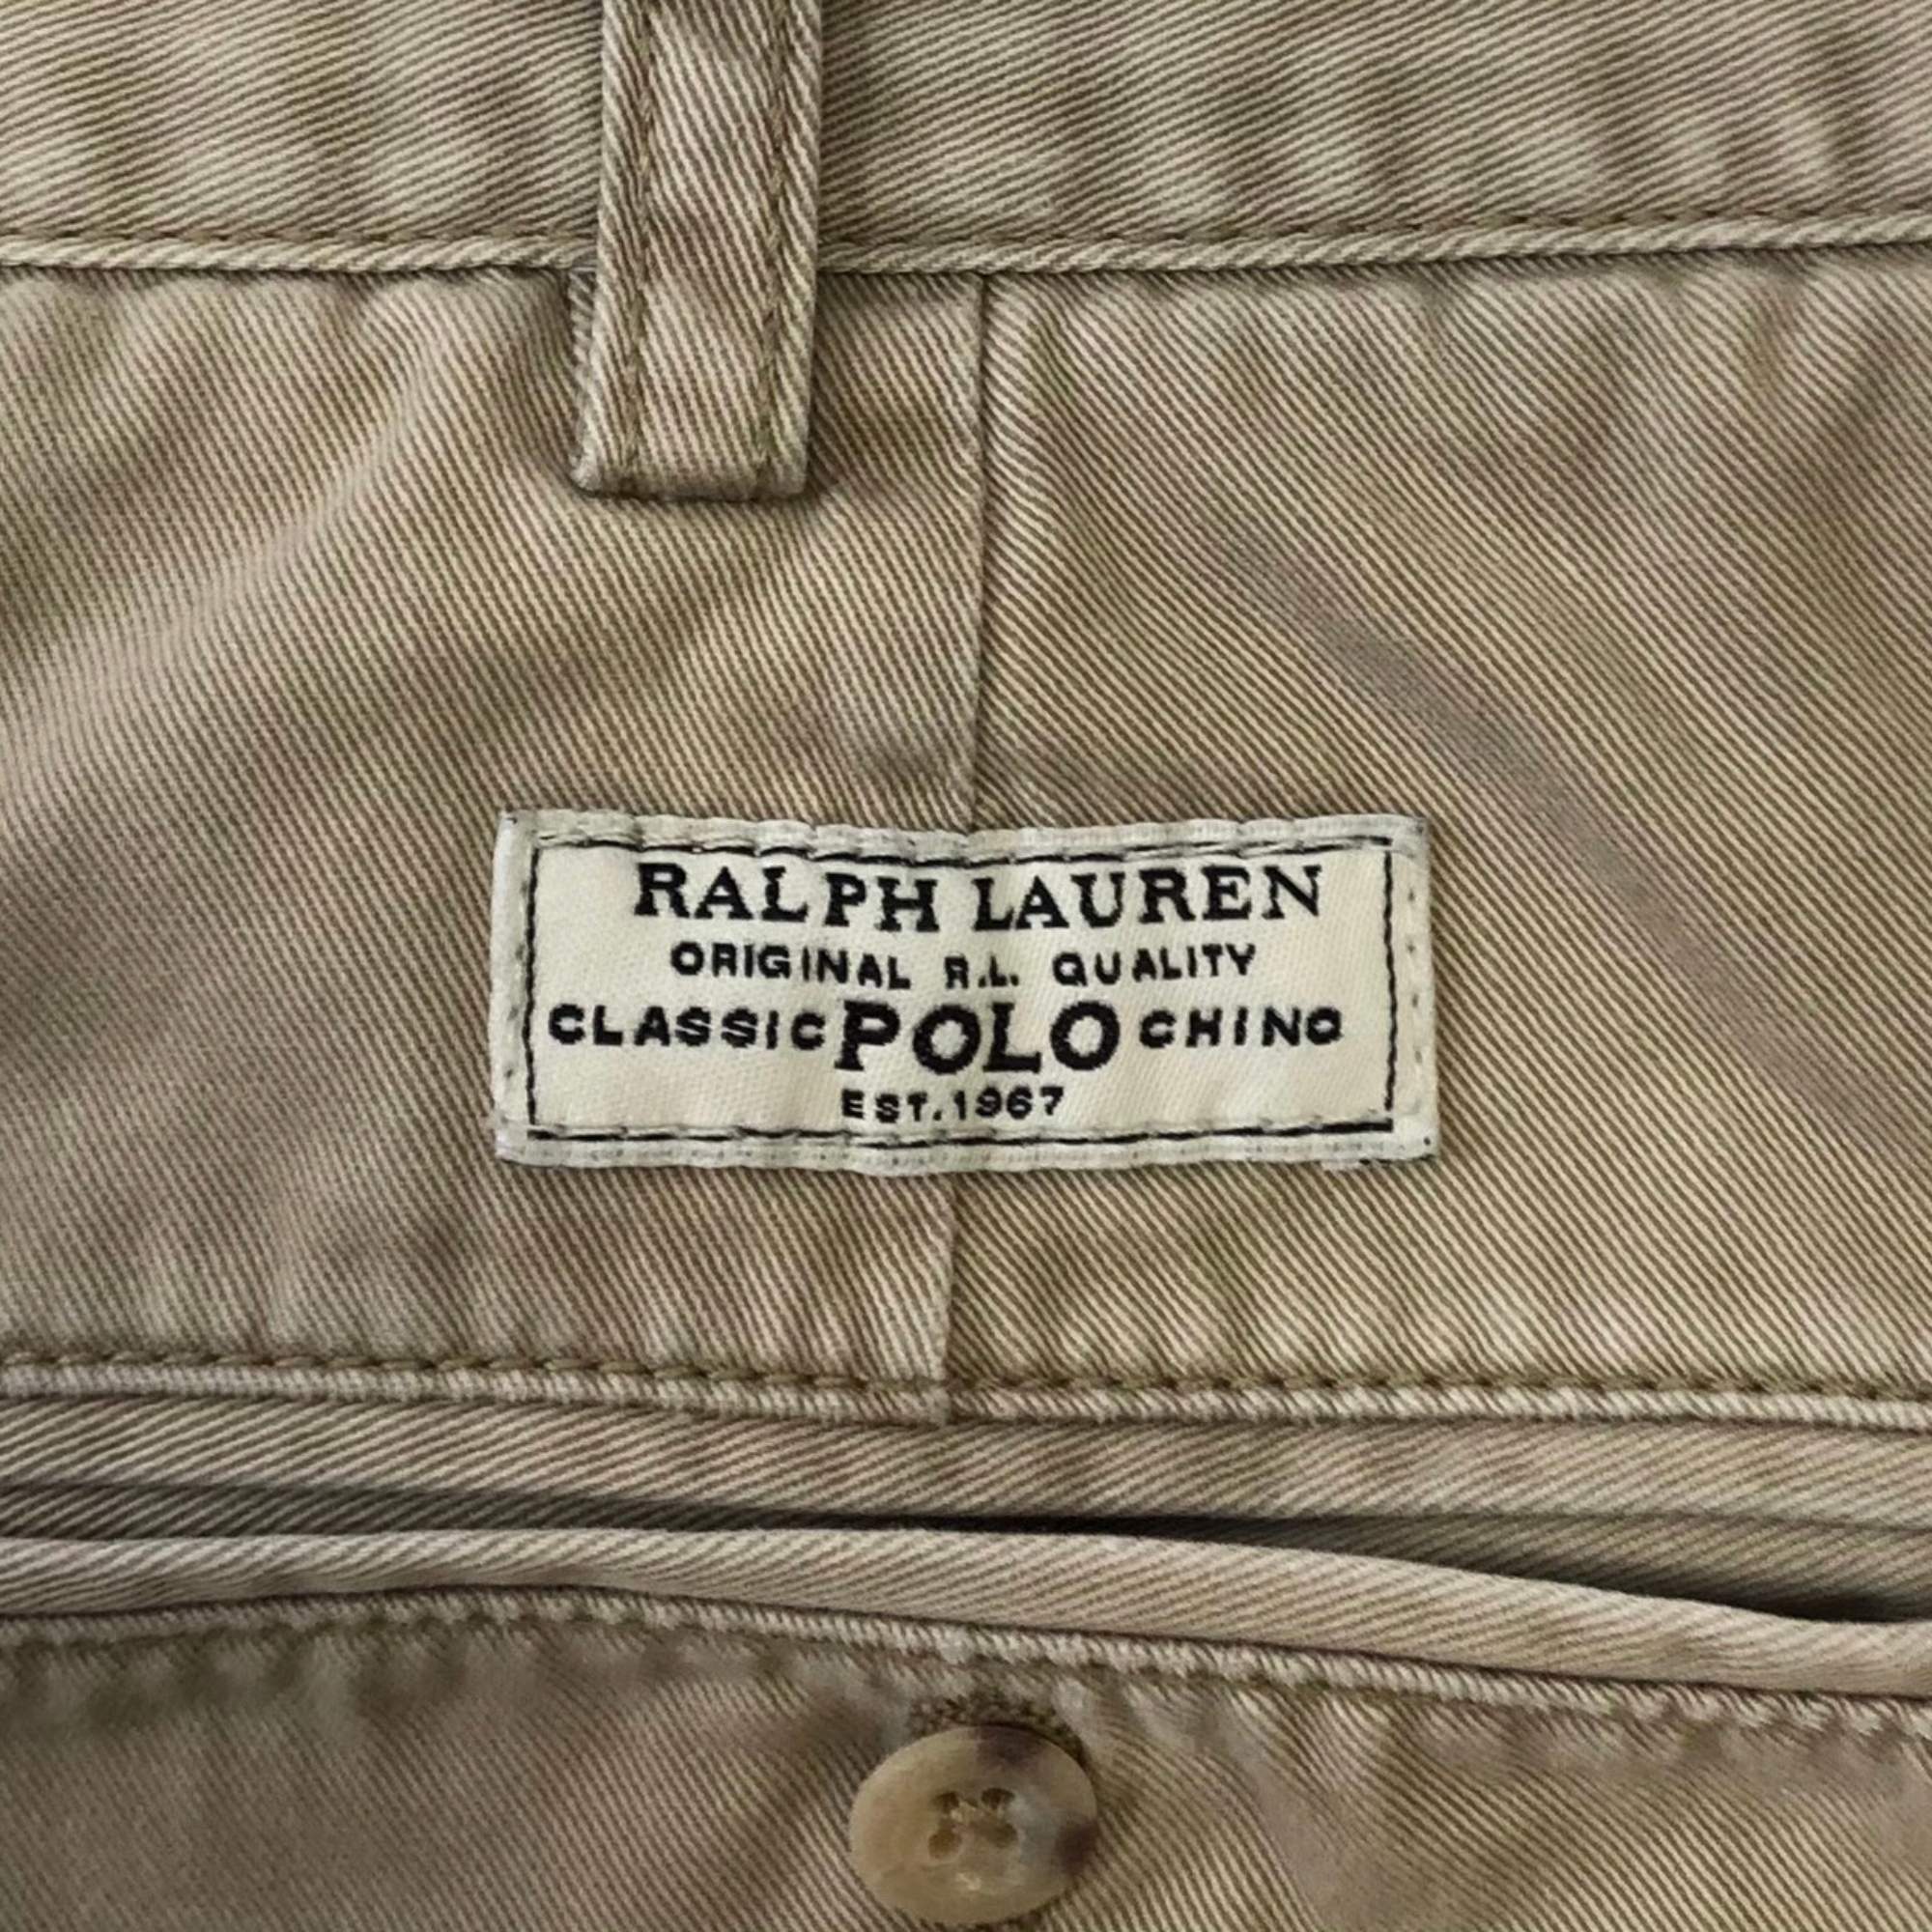 RALPH LAUREN
ORIGINAL R.L. QUALITY
CLASSIC POLO CHINO
EST. 1967